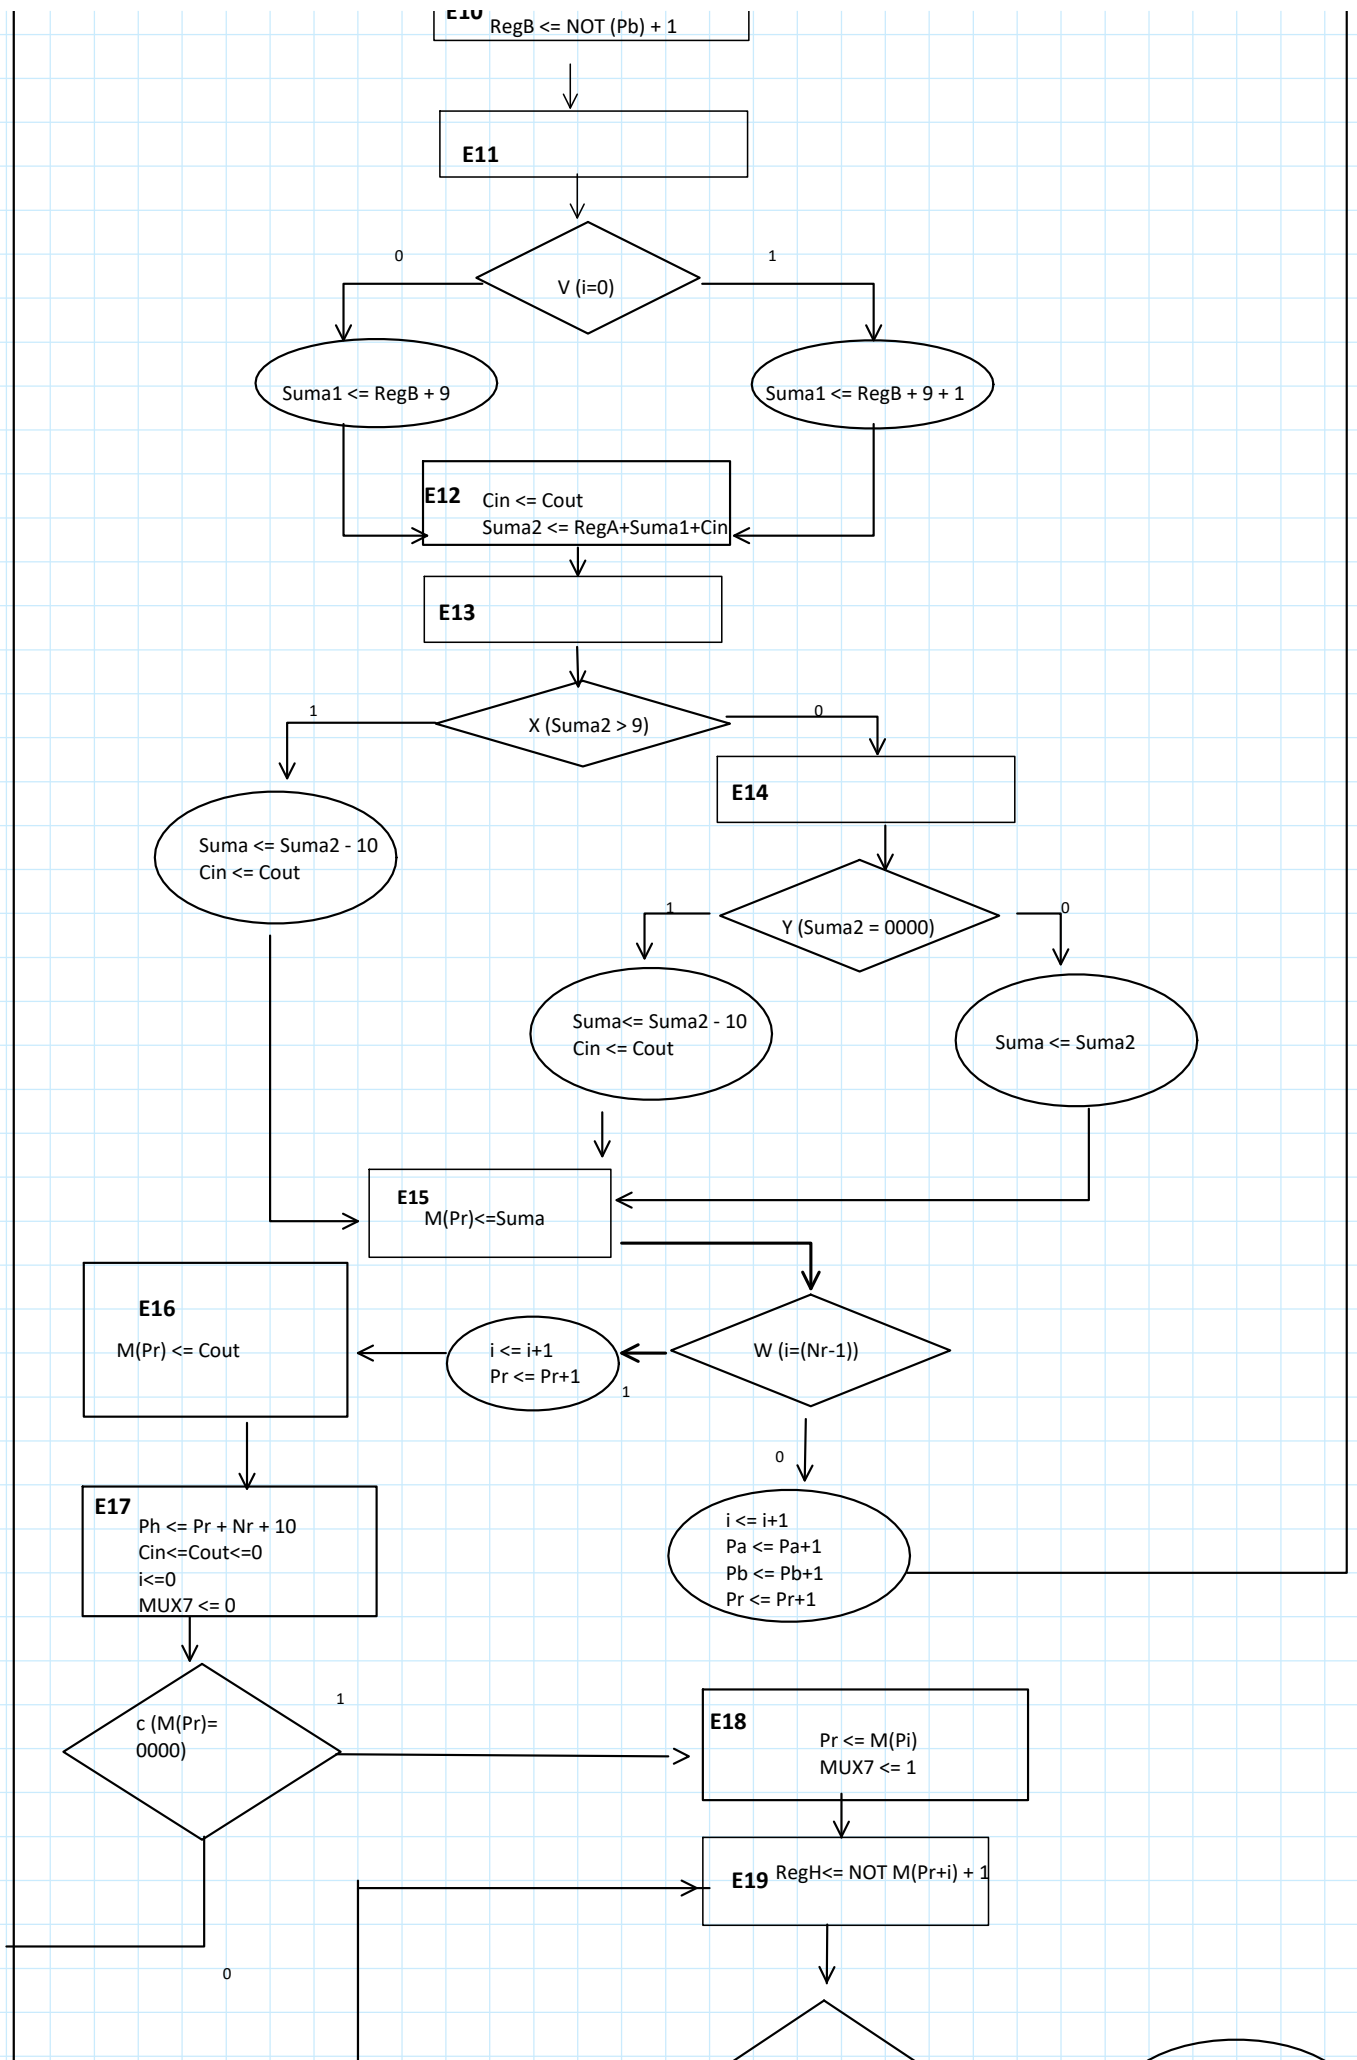 E10
RegB <= NOT (Pb) + 1
E11
0
1
V (i=0)
Suma1 <= RegB + 9
Suma1 <= RegB + 9 + 1
E12
Cin <= Cout
Suma2 <= RegA+Suma1+Cin
E13
1
0
X (Suma2 > 9)
E14
Suma <= Suma2 - 10
Cin <= Cout
1
0
Y (Suma2 = 0000)
Suma<= Suma2 - 10
Cin <= Cout
Suma <= Suma2
E15
M(Pr)<=Suma
E16
M(Pr) <= Cout
i <= i+1
Pr <= Pr+1
1
W (i=(Nr-1))
0
E17
Ph <= Pr + Nr + 10
Cin<=Cout<=0
i<=0
MUX7 <= 0
i <= i+1
Pa <= Pa+1
Pb <= Pb+1
Pr <= Pr+1
1
c (M(Pr)=
0000)
E18
Pr <= M(Pi)
MUX7 <= 1
E19
RegH<= NOT M(Pr+i) + 1
0